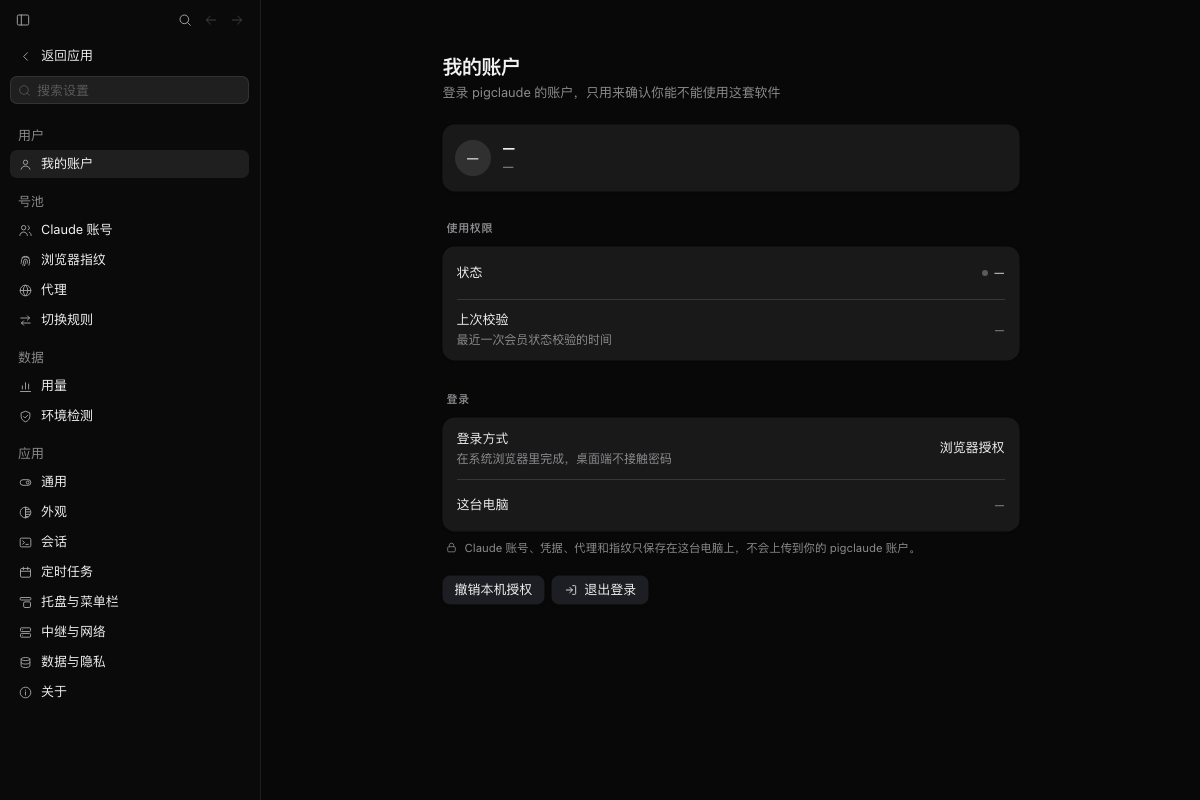 返回应用
搜索设置
用户
我的账户
号池
Claude 账号
浏览器指纹
代理
切换规则
数据
用量
环境检测
应用
通用
外观
会话
定时任务
托盘与菜单栏
中继与网络
数据与隐私
关于
我的账户
登录 pigclaude 的账户，只用来确认你能不能使用这套软件
—
—
—
使用权限
状态
—
上次校验
最近一次会员状态校验的时间
—
登录
登录方式
在系统浏览器里完成，桌面端不接触密码
浏览器授权
这台电脑
—
Claude 账号、凭据、代理和指纹只保存在这台电脑上，不会上传到你的 pigclaude 账户。
撤销本机授权
退出登录